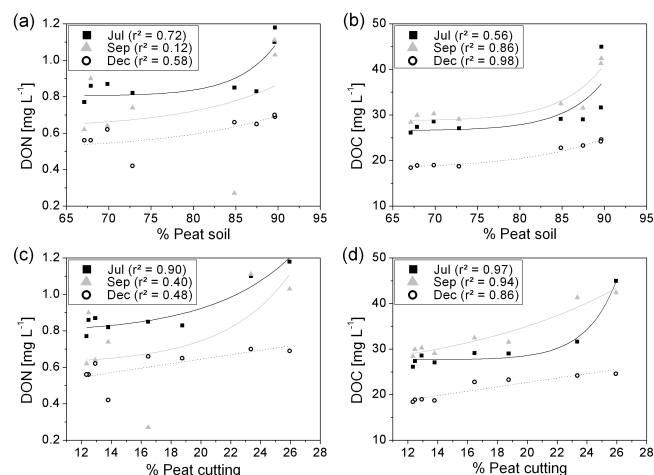 (a)
1.2
1.0
0.8
0.6
0.4
0.2
DON [mg L⁻¹]
Jul (r² = 0.72)
Sep (r² = 0.12)
Dec (r² = 0.58)
65 70 75 80 85 90 95
% Peat soil
(b)
50
40
30
20
10
DOC [mg L⁻¹]
Jul (r² = 0.56)
Sep (r² = 0.86)
Dec (r² = 0.98)
65 70 75 80 85 90 95
% Peat soil
(c)
1.2
1.0
0.8
0.6
0.4
0.2
DON [mg L⁻¹]
Jul (r² = 0.90)
Sep (r² = 0.40)
Dec (r² = 0.48)
12 14 16 18 20 22 24 26 28
% Peat cutting
(d)
50
40
30
20
10
DOC [mg L⁻¹]
Jul (r² = 0.97)
Sep (r² = 0.94)
Dec (r² = 0.86)
12 14 16 18 20 22 24 26 28
% Peat cutting